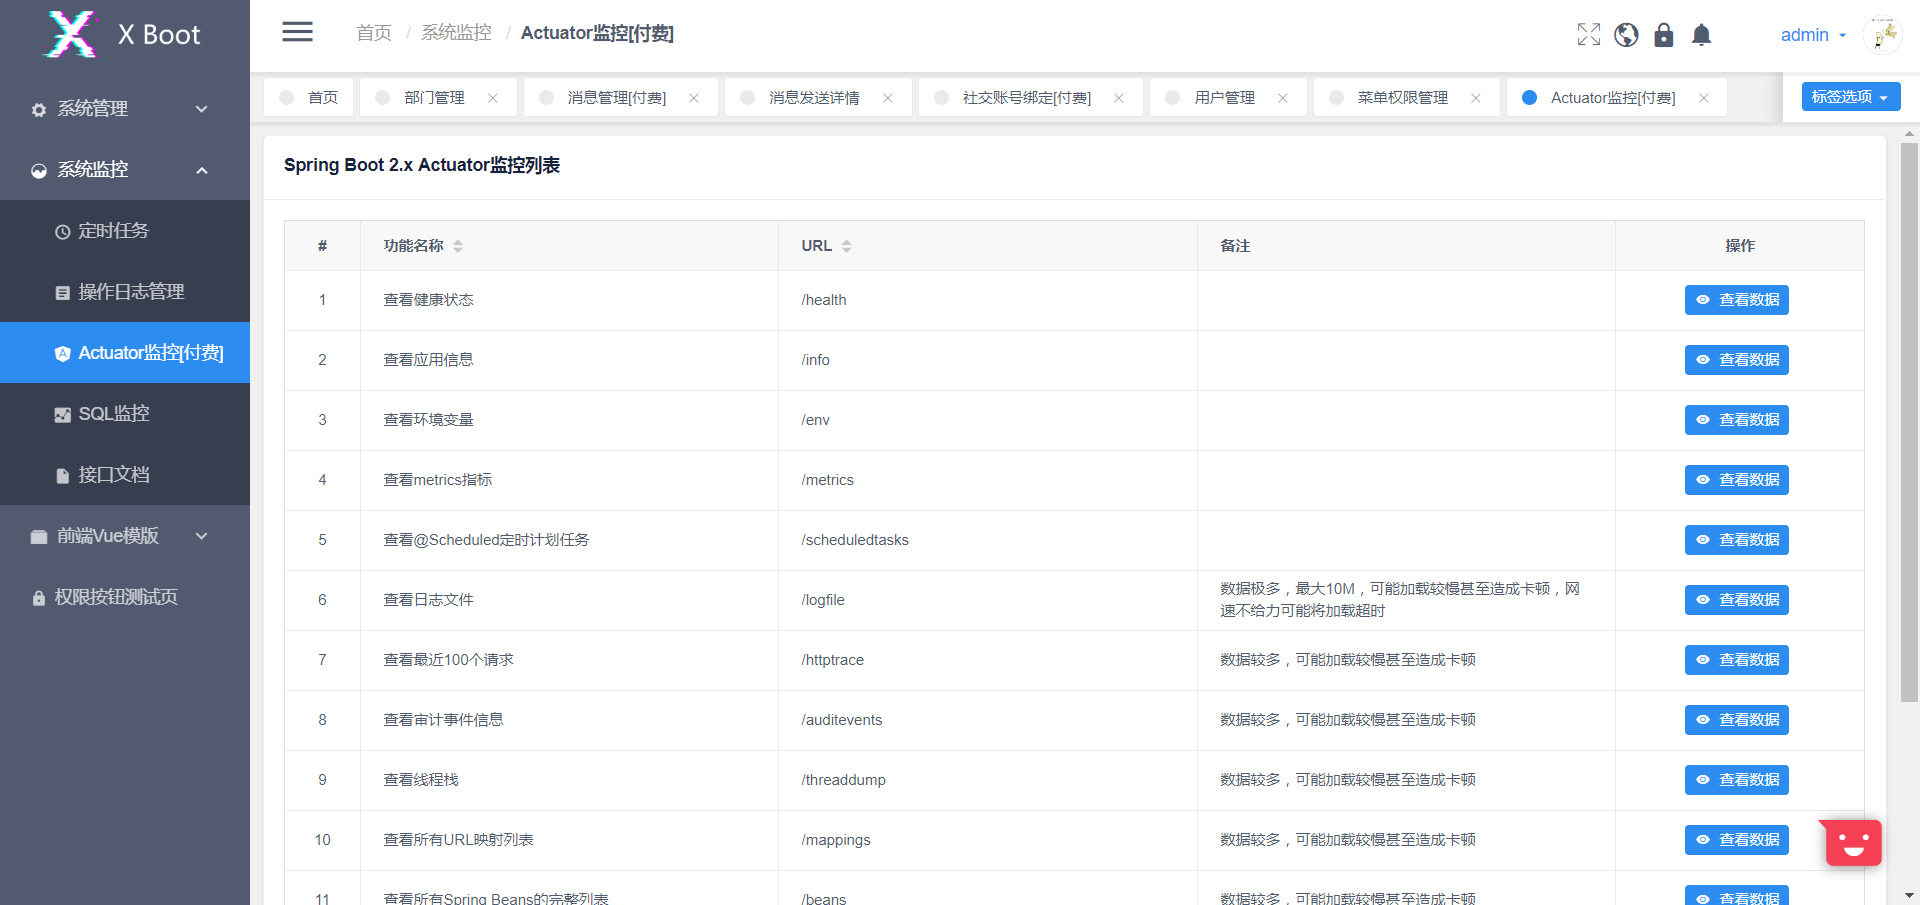 X Boot
首页 / 系统监控 / Actuator监控[付费]
admin
首页
部门管理
消息管理[付费]
消息发送详情
社交账号绑定[付费]
用户管理
菜单权限管理
Actuator监控[付费]
标签选项
系统管理
系统监控
定时任务
操作日志管理
Actuator监控[付费]
SQL监控
接口文档
前端Vue模版
权限按钮测试页
Spring Boot 2.x Actuator监控列表
# 功能名称 URL 备注 操作
1 查看健康状态 /health 查看数据
2 查看应用信息 /info 查看数据
3 查看环境变量 /env 查看数据
4 查看metrics指标 /metrics 查看数据
5 查看@Scheduled定时计划任务 /scheduledtasks 查看数据
6 查看日志文件 /logfile 数据极多，最大10M，可能加载较慢甚至造成卡顿，网
速不给力可能将加载超时 查看数据
7 查看最近100个请求 /httptrace 数据较多，可能加载较慢甚至造成卡顿 查看数据
8 查看审计事件信息 /auditevents 数据较多，可能加载较慢甚至造成卡顿 查看数据
9 查看线程栈 /threaddump 数据较多，可能加载较慢甚至造成卡顿 查看数据
10 查看所有URL映射列表 /mappings 数据较多，可能加载较慢甚至造成卡顿 查看数据
11 查看所有Spring Beans的完整列表 /beans 数据较多，可能加载较慢甚至造成卡顿 查看数据